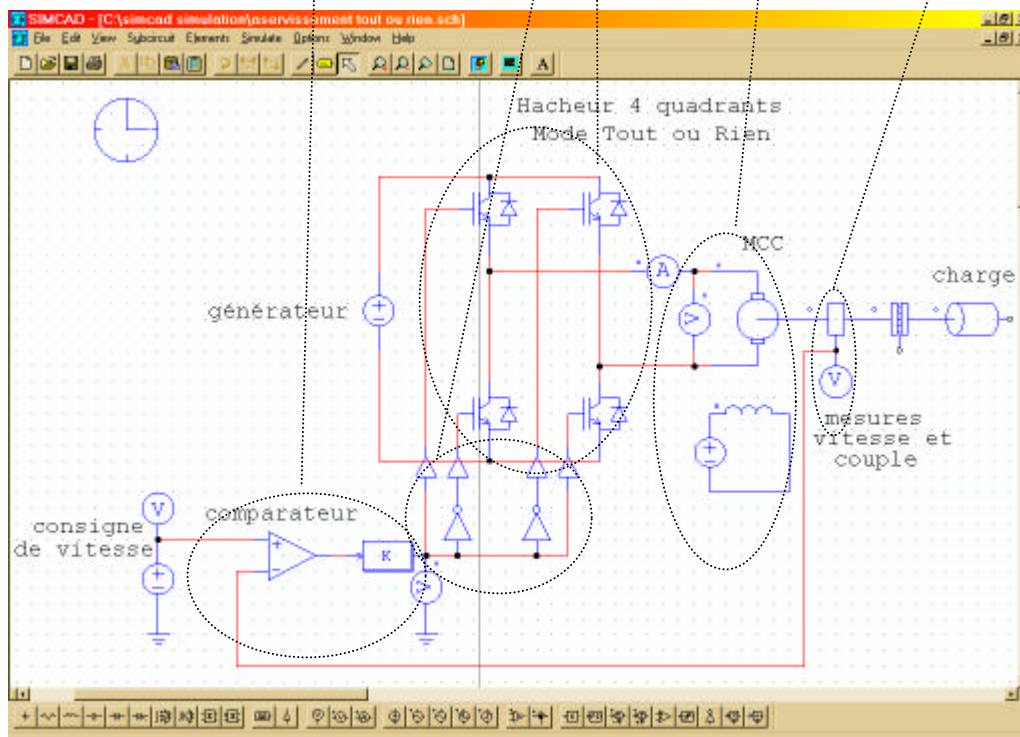 SIMCAD - [C:\simcad simulation\asservissement tout ou rien.sch]
File Edit View Subcircuit Elements Simulate Options Window Help
A
Hacheur 4 quadrants
Mode Tout ou Rien
MCC
A
charge
générateur
V
V
mesures
vitesse et
couple
V
comparateur
consigne
de vitesse
K
V